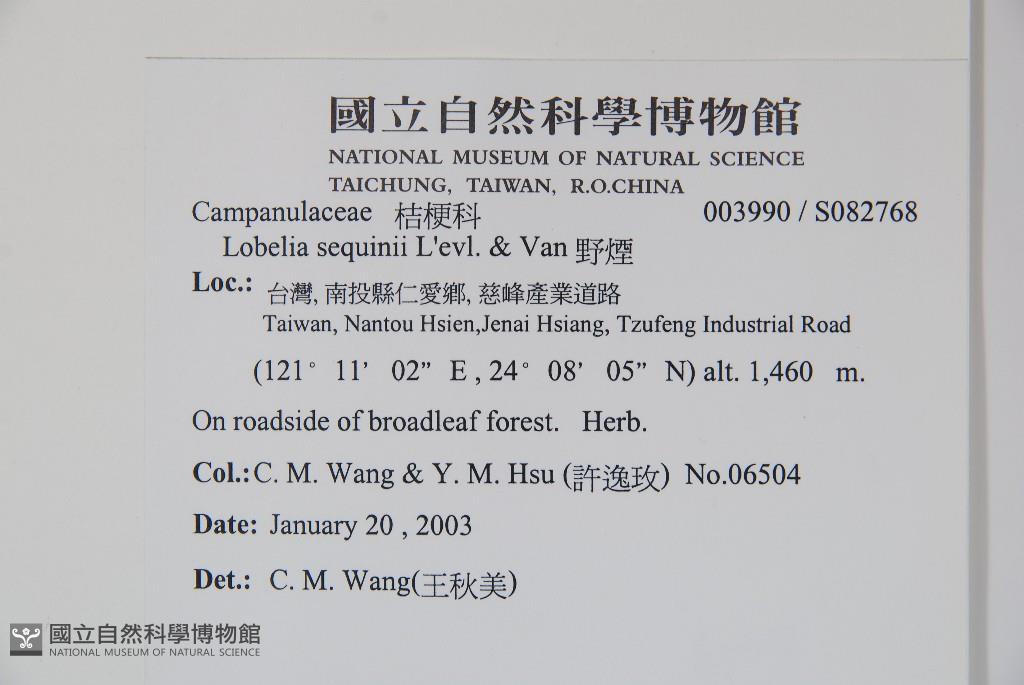 國立自然科學博物館
NATIONAL MUSEUM OF NATURAL SCIENCE
TAICHUNG, TAIWAN, R.O.CHINA
Campanulaceae 桔梗科 003990 / S082768
Lobelia sequinii L'evl. & Van 野煙
Loc.: 台灣, 南投縣仁愛鄉, 慈峰產業道路
Taiwan, Nantou Hsien,Jenai Hsiang, Tzufeng Industrial Road
(121° 11’ 02” E , 24° 08’ 05” N) alt. 1,460 m.
On roadside of broadleaf forest. Herb.
Col.: C. M. Wang & Y. M. Hsu (許逸玫) No.06504
Date: January 20 , 2003
Det.: C. M. Wang(王秋美)
國立自然科學博物館
NATIONAL MUSEUM OF NATURAL SCIENCE